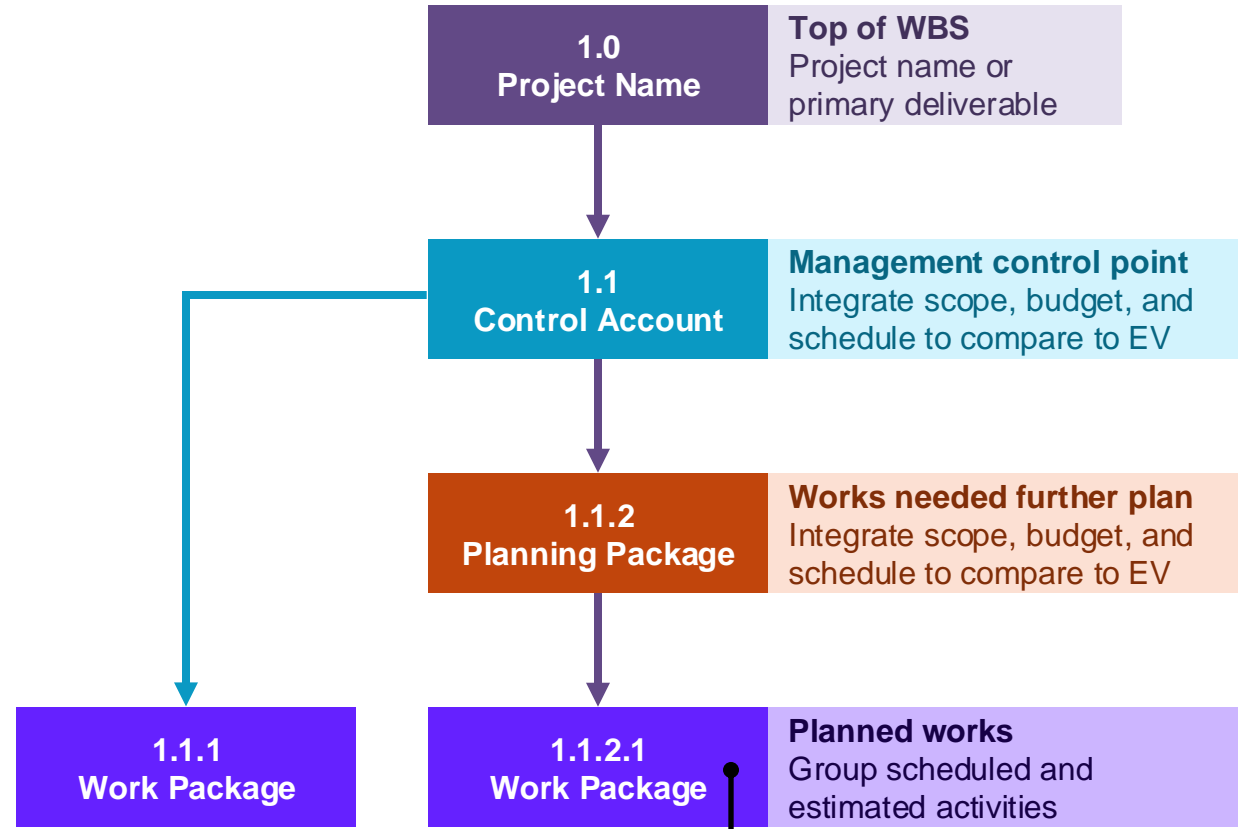 1.0
Project Name
Top of WBS
Project name or
primary deliverable
1.1
Control Account
Management control point
Integrate scope, budget, and
schedule to compare to EV
1.1.2
Planning Package
Works needed further plan
Integrate scope, budget, and
schedule to compare to EV
1.1.1
Work Package
1.1.2.1
Work Package
Planned works
Group scheduled and
estimated activities